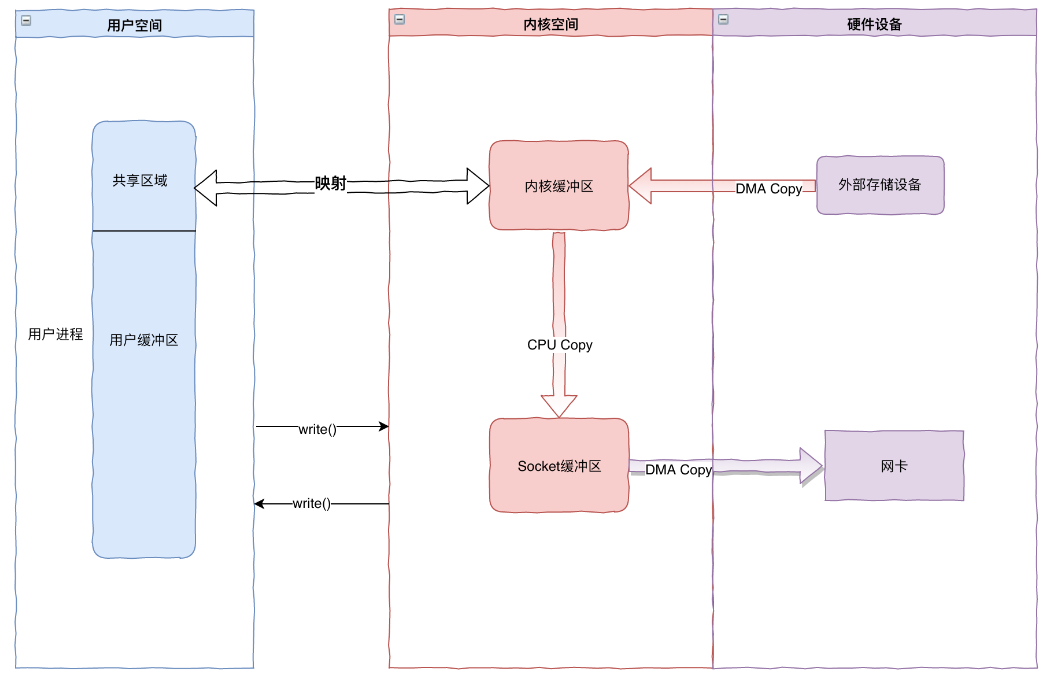 用户空间
内核空间
硬件设备
共享区域
映射
内核缓冲区
DMA Copy
外部存储设备
用户进程
用户缓冲区
CPU Copy
write()
Socket缓冲区
DMA Copy
网卡
write()